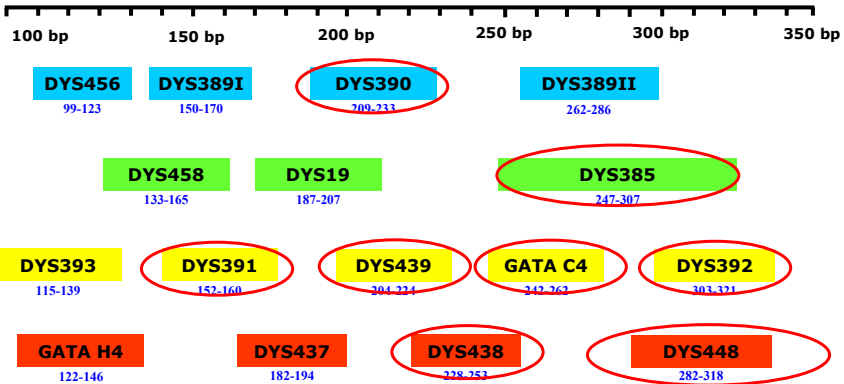 100 bp 150 bp 200 bp 250 bp 300 bp 350 bp
DYS456 DYS389I DYS390 DYS389II
99-123 150-170 209-233 262-286
DYS458 DYS19 DYS385
133-165 187-207 247-307
DYS393 DYS391 DYS439 GATA C4 DYS392
115-139 152-160 204-224 242-262 303-321
GATA H4 DYS437 DYS438 DYS448
122-146 182-194 228-253 282-318